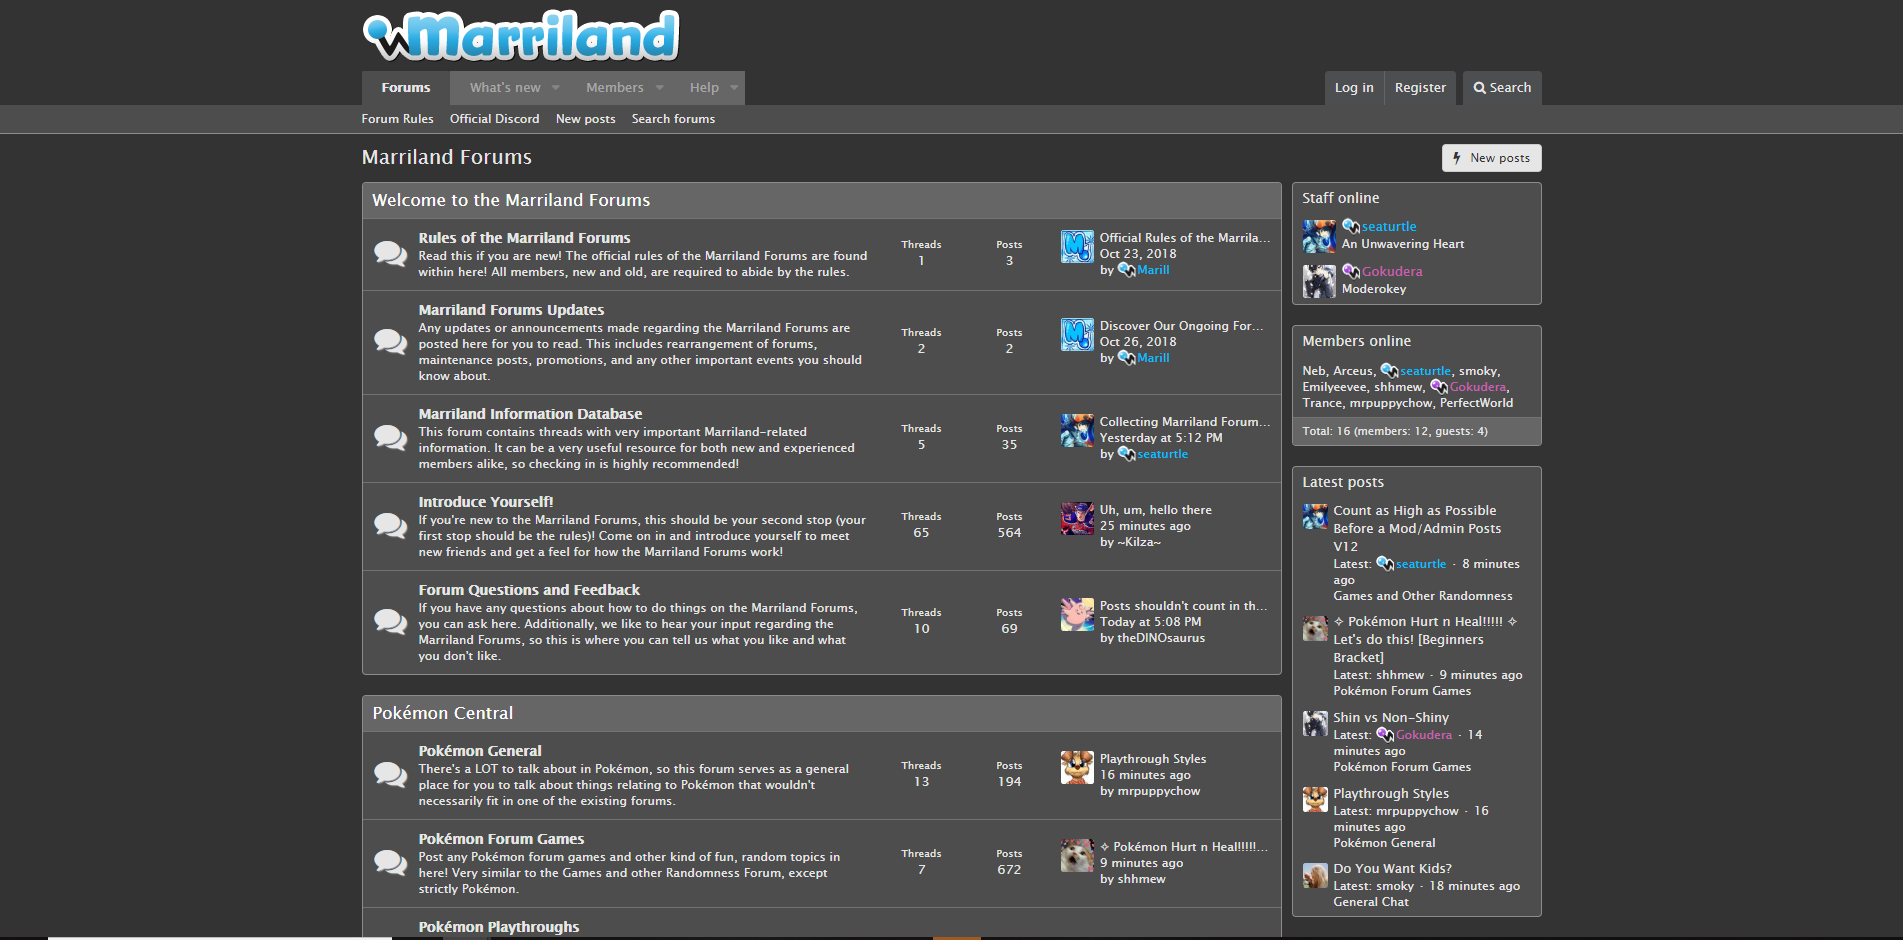 Marriland
Forums What's new Members Help Log in Register Search
Forum Rules Official Discord New posts Search forums
Marriland Forums
New posts
Welcome to the Marriland Forums
Rules of the Marriland Forums
Read this if you are new! The official rules of the Marriland Forums are found
within here! All members, new and old, are required to abide by the rules.
Threads
1
Posts
3
Official Rules of the Marrila...
Oct 23, 2018
by Marill
Marriland Forums Updates
Any updates or announcements made regarding the Marriland Forums are
posted here for you to read. This includes rearrangement of forums,
maintenance posts, promotions, and any other important events you should
know about.
Threads
2
Posts
2
Discover Our Ongoing For...
Oct 26, 2018
by Marill
Marriland Information Database
This forum contains threads with very important Marriland-related
information. It can be a very useful resource for both new and experienced
members alike, so checking in is highly recommended!
Threads
5
Posts
35
Collecting Marriland Forum...
Yesterday at 5:12 PM
by seaturtle
Introduce Yourself!
If you're new to the Marriland Forums, this should be your second stop (your
first stop should be the rules)! Come on in and introduce yourself to meet
new friends and get a feel for how the Marriland Forums work!
Threads
65
Posts
564
Uh, um, hello there
25 minutes ago
by ~Kilza~
Forum Questions and Feedback
If you have any questions about how to do things on the Marriland Forums,
you can ask here. Additionally, we like to hear your input regarding the
Marriland Forums, so this is where you can tell us what you like and what
you don't like.
Threads
10
Posts
69
Posts shouldn't count in th...
Today at 5:08 PM
by theDINOsaurus
Pokémon Central
Pokémon General
There's a LOT to talk about in Pokémon, so this forum serves as a general
place for you to talk about things relating to Pokémon that wouldn't
necessarily fit in one of the existing forums.
Threads
13
Posts
194
Playthrough Styles
16 minutes ago
by mrpuppychow
Pokémon Forum Games
Post any Pokémon forum games and other kind of fun, random topics in
here! Very similar to the Games and other Randomness Forum, except
strictly Pokémon.
Threads
7
Posts
672
✧ Pokémon Hurt n Heal!!!!!...
9 minutes ago
by shhmew
Pokémon Playthroughs
Staff online
seaturtle
An Unwavering Heart
Gokudera
Moderokey
Members online
Neb, Arceus, seaturtle, smoky,
Emilyeevee, shhmew, Gokudera,
Trance, mrpuppychow, PerfectWorld
Total: 16 (members: 12, guests: 4)
Latest posts
Count as High as Possible
Before a Mod/Admin Posts
V12
Latest: seaturtle · 8 minutes
ago
Games and Other Randomness
✧ Pokémon Hurt n Heal!!!!! ✧
Let's do this! [Beginners
Bracket]
Latest: shhmew · 9 minutes ago
Pokémon Forum Games
Shin vs Non-Shiny
Latest: Gokudera · 14
minutes ago
Pokémon Forum Games
Playthrough Styles
Latest: mrpuppychow · 16
minutes ago
Pokémon General
Do You Want Kids?
Latest: smoky · 18 minutes ago
General Chat